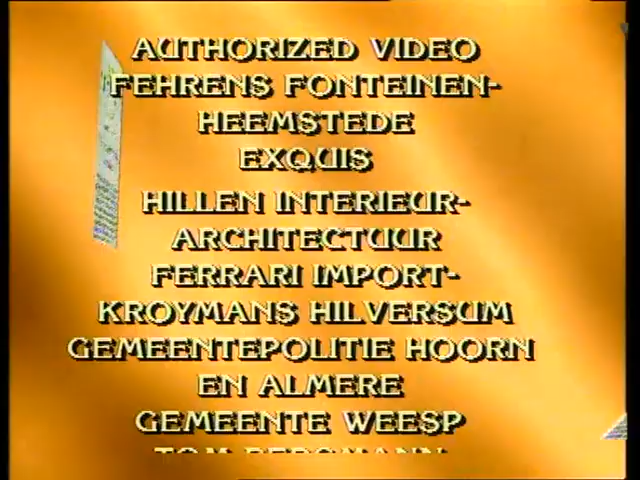 AUTHORIZED VIDEO
FEHRENS FONTEINEN-
HEEMSTEDE
EXQUIS
HILLEN INTERIEUR-
ARCHITECTUUR
FERRARI IMPORT-
KROYMANS HILVERSUM
GEMEENTEPOLITIE HOORN
EN ALMERE
GEMEENTE WEESP